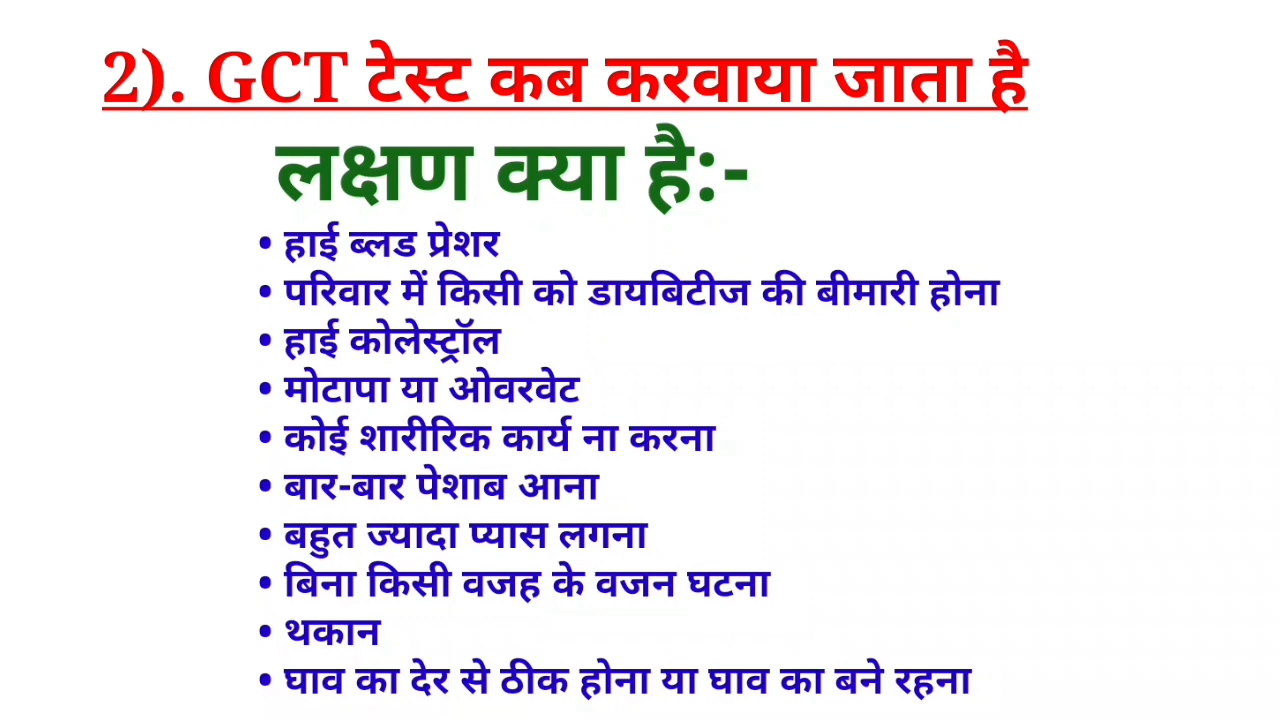 2). GCT टेस्ट कब करवाया जाता है
लक्षण क्या है:-
• हाई ब्लड प्रेशर
• परिवार में किसी को डायबिटीज की बीमारी होना
• हाई कोलेस्ट्रॉल
• मोटापा या ओवरवेट
• कोई शारीरिक कार्य ना करना
• बार-बार पेशाब आना
• बहुत ज्यादा प्यास लगना
• बिना किसी वजह के वजन घटना
• थकान
• घाव का देर से ठीक होना या घाव का बने रहना